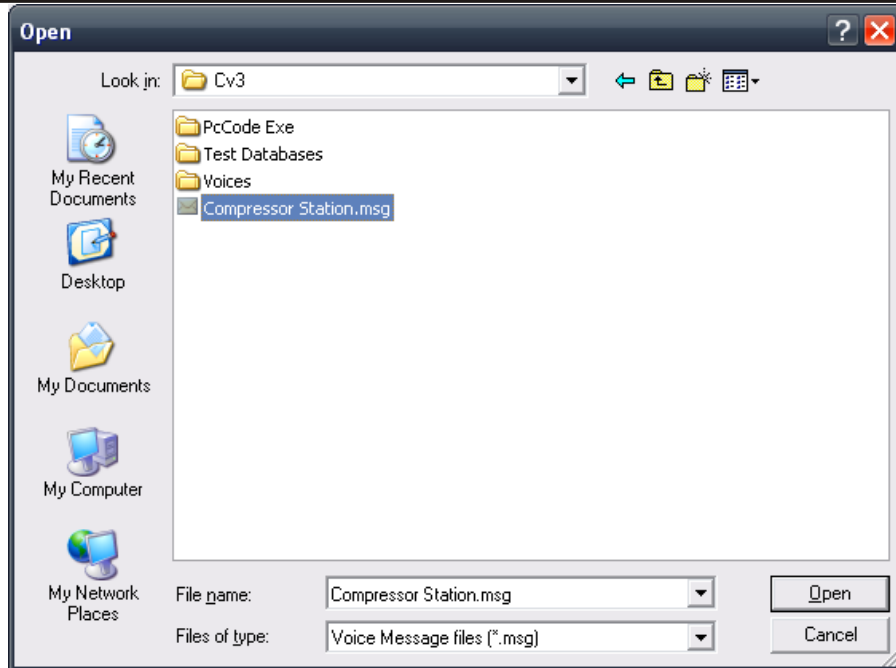 Open
Look in: Cv3
My Recent
Documents
Desktop
My Documents
My Computer
My Network
Places
PcCode Exe
Test Databases
Voices
Compressor Station.msg
File name: Compressor Station.msg Open
Files of type: Voice Message files (*.msg) Cancel